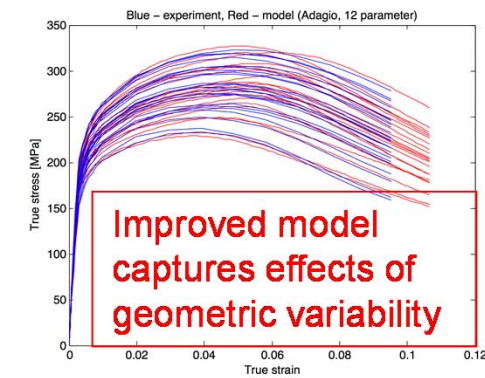 Blue − experiment, Red − model (Adagio, 12 parameter)
350
300
250
200
150
100
50
0
True stress [MPa]
Improved model
captures effects of
geometric variability
0 0.02 0.04 0.06 0.08 0.1 0.12
True strain